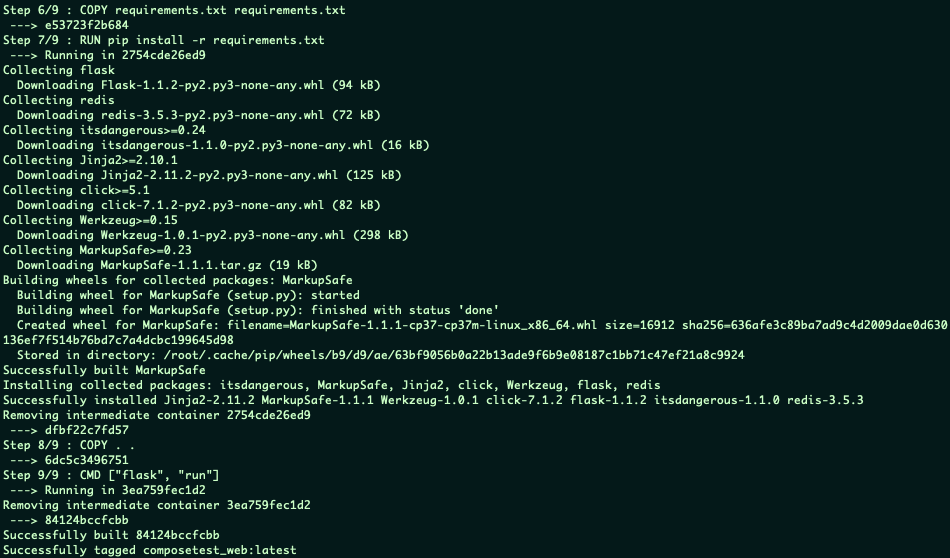 Step 6/9 : COPY requirements.txt requirements.txt
 ---> e53723f2b684
Step 7/9 : RUN pip install -r requirements.txt
 ---> Running in 2754cde26ed9
Collecting flask
  Downloading Flask-1.1.2-py2.py3-none-any.whl (94 kB)
Collecting redis
  Downloading redis-3.5.3-py2.py3-none-any.whl (72 kB)
Collecting itsdangerous>=0.24
  Downloading itsdangerous-1.1.0-py2.py3-none-any.whl (16 kB)
Collecting Jinja2>=2.10.1
  Downloading Jinja2-2.11.2-py2.py3-none-any.whl (125 kB)
Collecting click>=5.1
  Downloading click-7.1.2-py2.py3-none-any.whl (82 kB)
Collecting Werkzeug>=0.15
  Downloading Werkzeug-1.0.1-py2.py3-none-any.whl (298 kB)
Collecting MarkupSafe>=0.23
  Downloading MarkupSafe-1.1.1.tar.gz (19 kB)
Building wheels for collected packages: MarkupSafe
  Building wheel for MarkupSafe (setup.py): started
  Building wheel for MarkupSafe (setup.py): finished with status 'done'
  Created wheel for MarkupSafe: filename=MarkupSafe-1.1.1-cp37-cp37m-linux_x86_64.whl size=16912 sha256=636afe3c89ba7ad9c4d2009dae0d630
136ef7f514b76bd7c7a4dcbc199645d98
  Stored in directory: /root/.cache/pip/wheels/b9/d9/ae/63bf9056b0a22b13ade9f6b9e08187c1bb71c47ef21a8c9924
Successfully built MarkupSafe
Installing collected packages: itsdangerous, MarkupSafe, Jinja2, click, Werkzeug, flask, redis
Successfully installed Jinja2-2.11.2 MarkupSafe-1.1.1 Werkzeug-1.0.1 click-7.1.2 flask-1.1.2 itsdangerous-1.1.0 redis-3.5.3
Removing intermediate container 2754cde26ed9
 ---> dfbf22c7fd57
Step 8/9 : COPY . .
 ---> 6dc5c3496751
Step 9/9 : CMD ["flask", "run"]
 ---> Running in 3ea759fec1d2
Removing intermediate container 3ea759fec1d2
 ---> 84124bccfcbb
Successfully built 84124bccfcbb
Successfully tagged composetest_web:latest